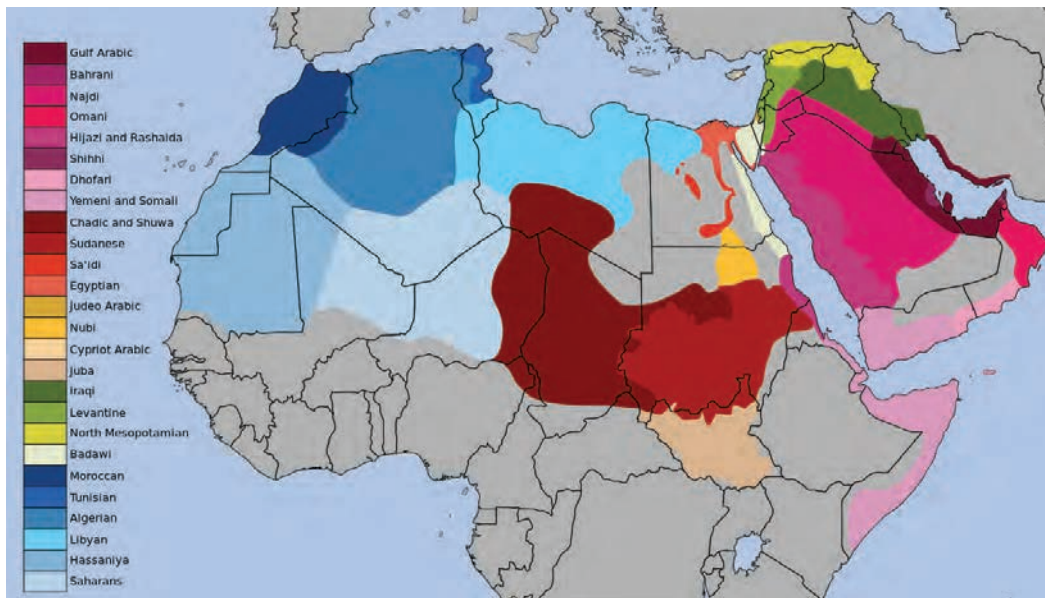 Gulf Arabic
Bahrani
Najdi
Omani
Hijazi and Rashaida
Shihhi
Dhofari
Yemeni and Somali
Chadic and Shuwa
Sudanese
Sa'idi
Egyptian
Judeo Arabic
Nubi
Cypriot Arabic
Juba
Iraqi
Levantine
North Mesopotamian
Badawi
Moroccan
Tunisian
Algerian
Libyan
Hassaniya
Saharans